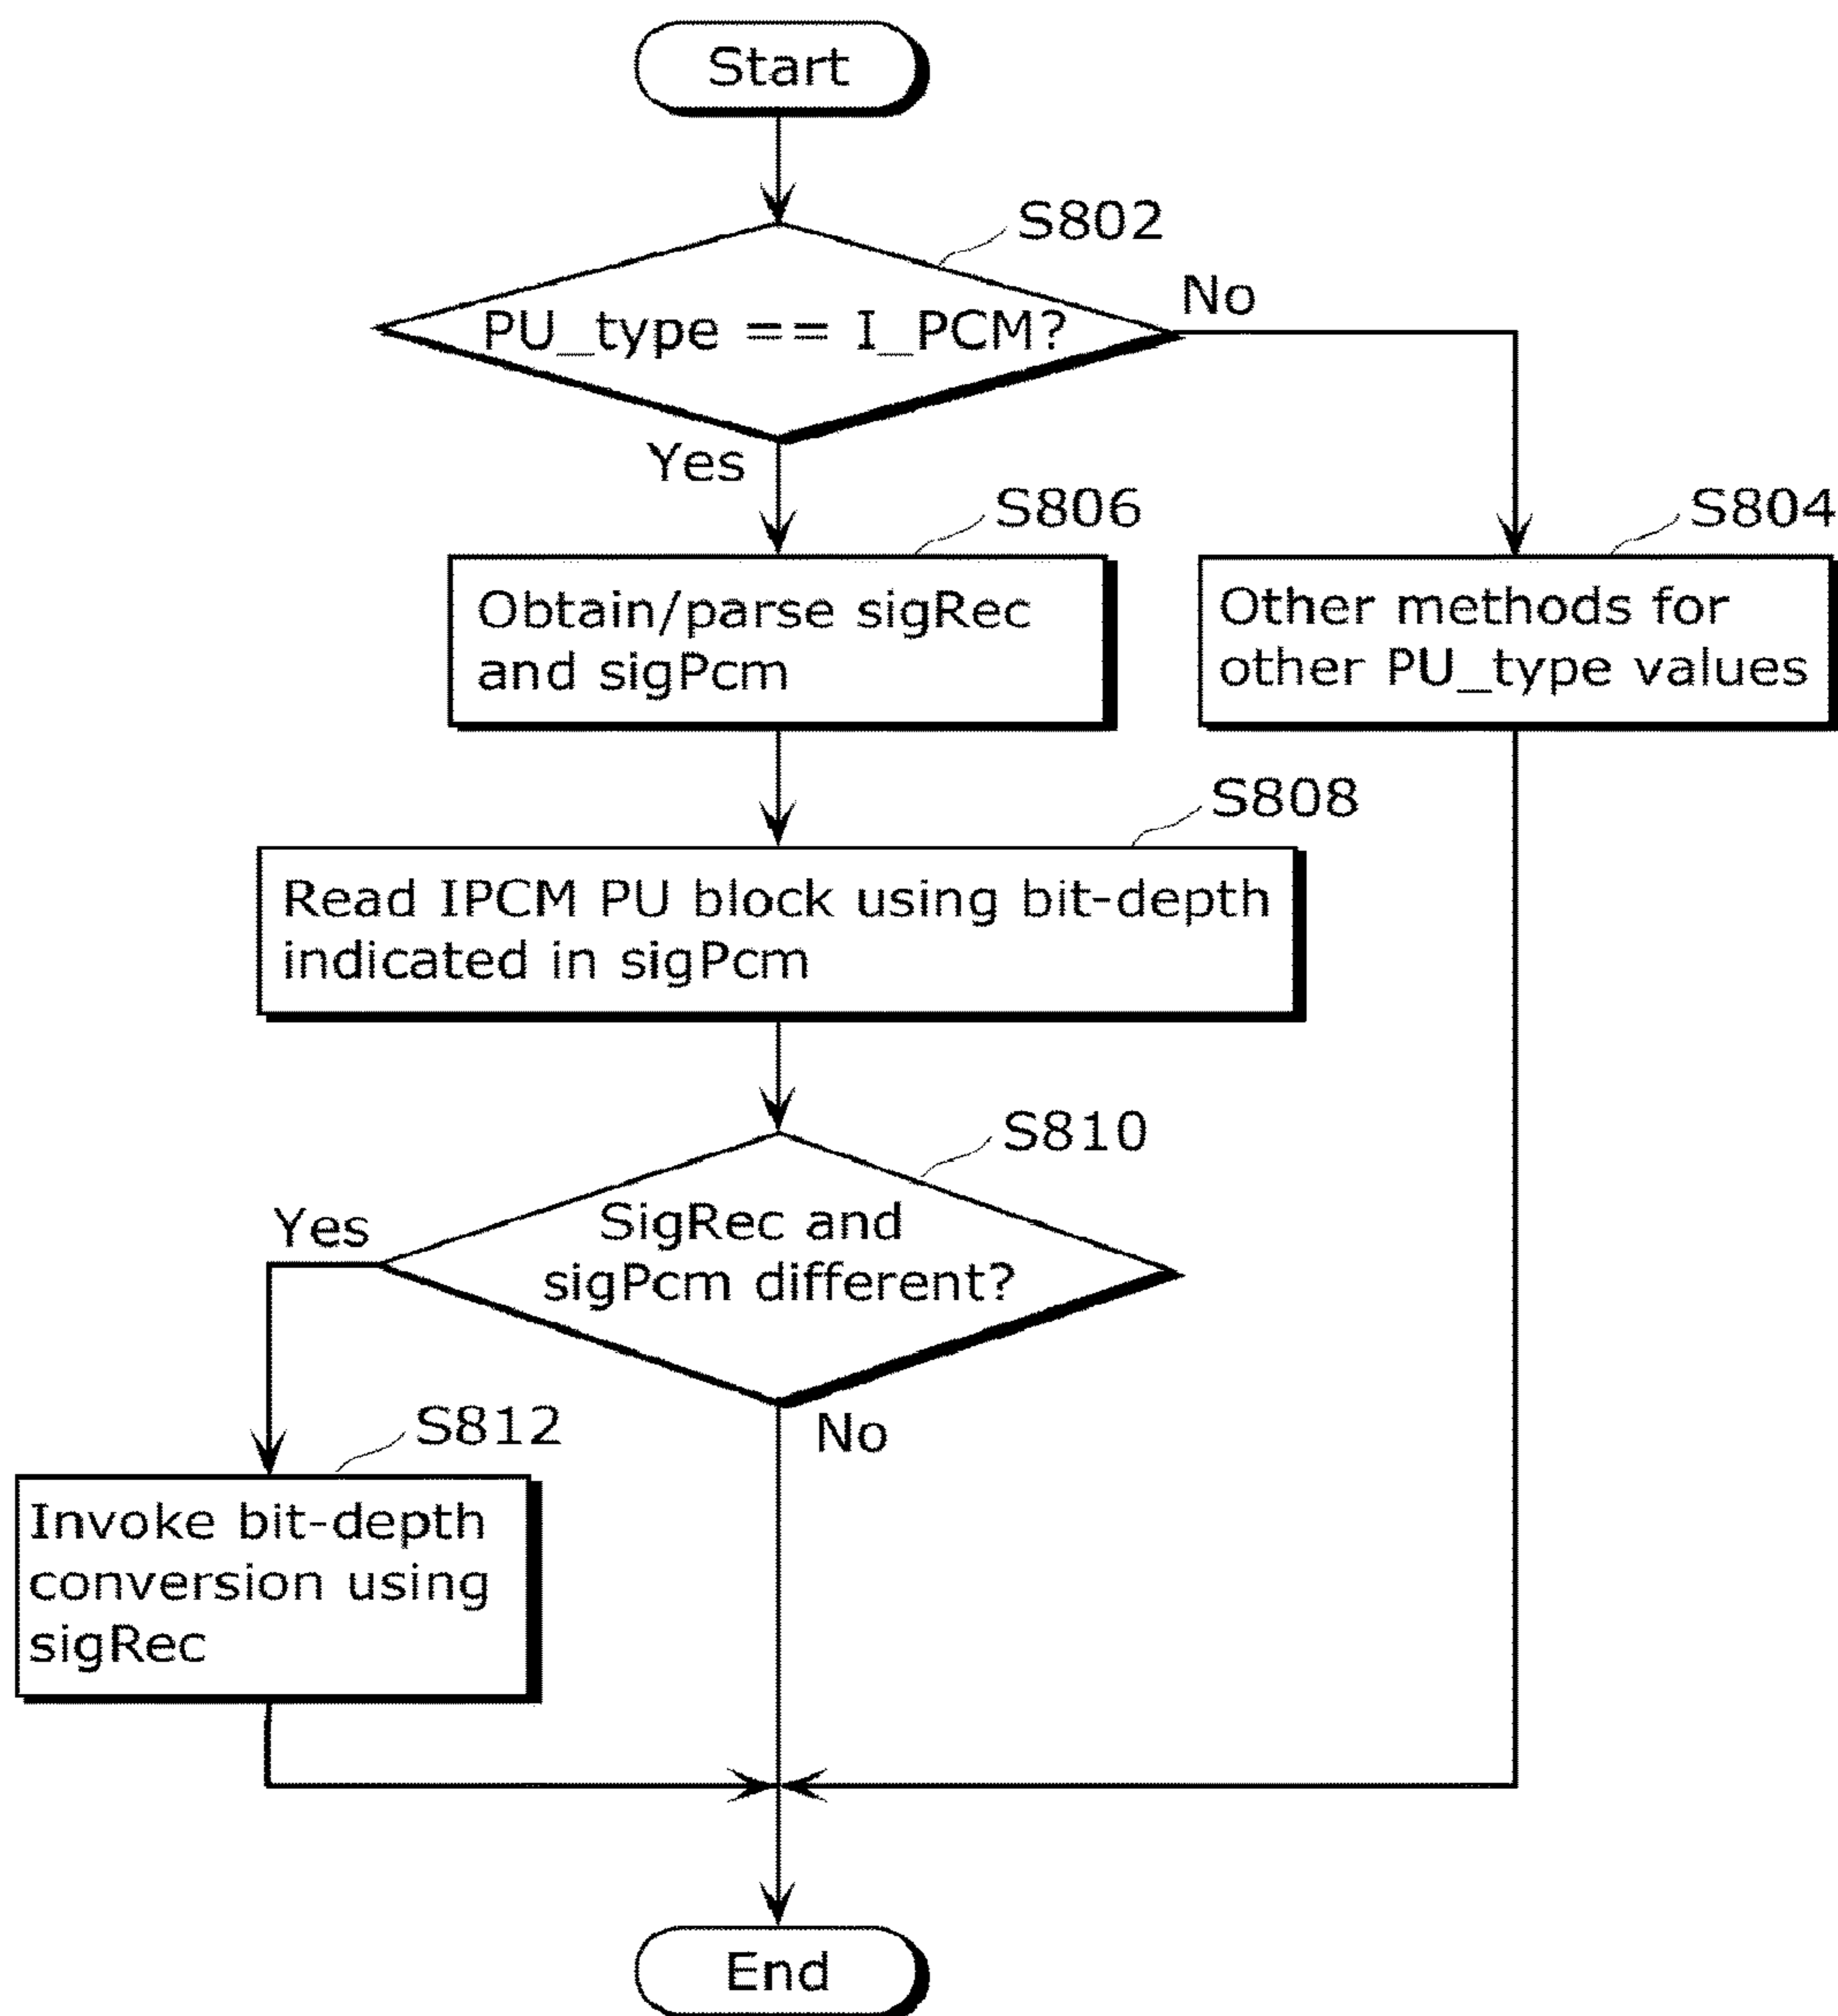 Start
S802
PU_type == I_PCM?
No
Yes
S806
S804
Obtain/parse sigRec
and sigPcm
Other methods for
other PU_type values
S808
Read IPCM PU block using bit-depth
indicated in sigPcm
S810
Yes
SigRec and
sigPcm different?
No
S812
Invoke bit-depth
conversion using
sigRec
End